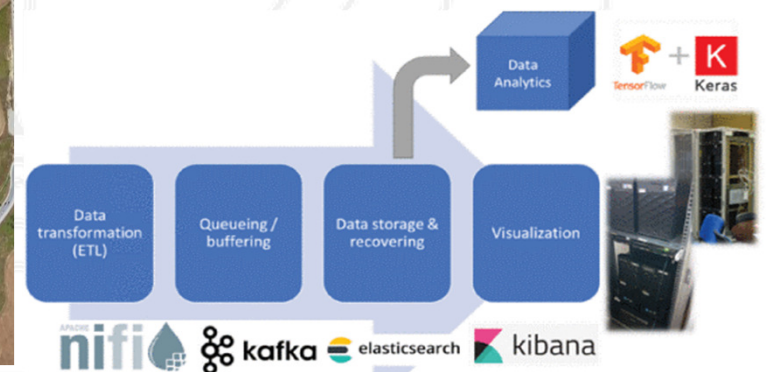 Data
Analytics
TensorFlow
+
K
Keras
Data
transformation
(ETL)
Queueing /
buffering
Data storage &
recovering
Visualization
APACHE
nifi
kafka
elasticsearch
kibana